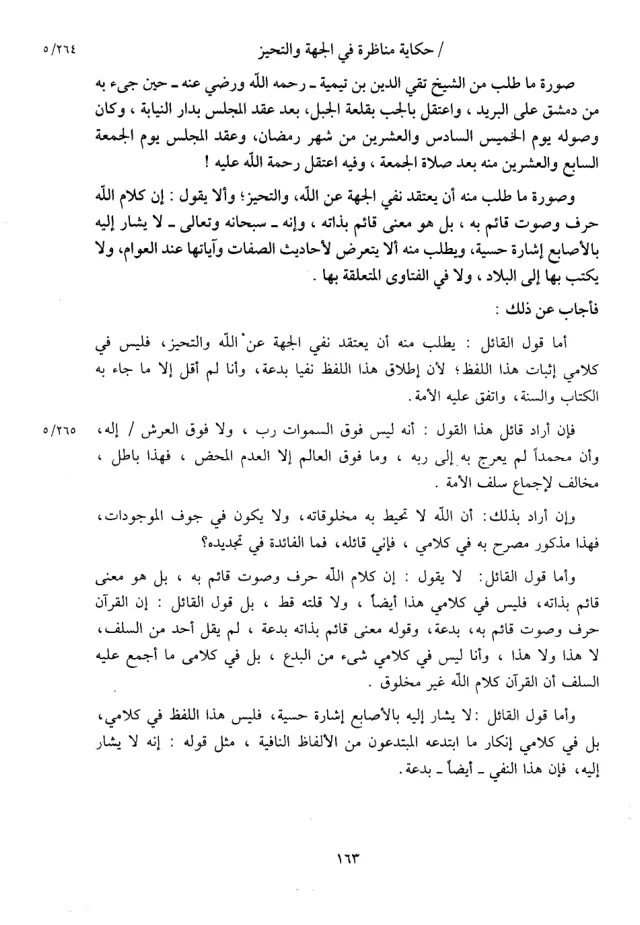 / حكاية مناظرة في الجهة والتحيز ٥/٢٦٤
صورة ما طلب من الشيخ تقي الدين بن تيمية ـ رحمه الله ورضي عنه ـ حين جىء به
من دمشق على البريد ، واعتقل بالجب بقلعة الجبل، بعد عقد المجلس بدار النيابة ، وكان
وصوله يوم الخميس السادس والعشرين من شهر رمضان، وعقد المجلس يوم الجمعة
السابع والعشرين منه بعد صلاة الجمعة ، وفيه اعتقل رحمة الله عليه !
وصورة ما طلب منه أن يعتقد نفي الجهة عن الله، والتحيز؛ وألا يقول : إن كلام الله
حرف وصوت قائم به ، بل هو معنى قائم بذاته ، وإنه ـ سبحانه وتعالى ـ لا يشار إليه
بالأصابع إشارة حسية، ويطلب منه ألا يتعرض لأحاديث الصفات وآياتها عند العوام، ولا
يكتب بها إلى البلاد ، ولا في الفتاوى المتعلقة بها .
فأجاب عن ذلك :
أما قول القائل : يطلب منه أن يعتقد نفي الجهة عن الله والتحيز، فليس في
كلامي إثبات هذا اللفظ؛ لأن إطلاق هذا اللفظ نفيا بدعة، وأنا لم أقل إلا ما جاء به
الكتاب والسنة، واتفق عليه الأمة.
فإن أراد قائل هذا القول : أنه ليس فوق السموات رب ، ولا فوق العرش / إله، ٥/٢٦٥
وأن محمداً لم يعرج به إلى ربه ، وما فوق العالم إلا العدم المحض ، فهذا باطل ،
مخالف لإجماع سلف الأمة .
وإن أراد بذلك: أن الله لا تحيط به مخلوقاته، ولا يكون في جوف الموجودات،
فهذا مذكور مصرح به في كلامي ، فإني قائله، فما الفائدة في تجديده؟
وأما قول القائل: لا يقول : إن كلام الله حرف وصوت قائم به ، بل هو معنى
قائم بذاته، فليس في كلامي هذا أيضاً ، ولا قلته قط ، بل قول القائل : إن القرآن
حرف وصوت قائم به، بدعة، وقوله معنى قائم بذاته بدعة ، لم يقل أحد من السلف،
لا هذا ولا هذا ، وأنا ليس في كلامي شىء من البدع ، بل في كلامى ما أجمع عليه
السلف أن القرآن كلام الله غير مخلوق .
وأما قول القائل :لا يشار إليه بالأصابع إشارة حسية، فليس هذا اللفظ في كلامي،
بل في كلامي إنكار ما ابتدعه المبتدعون من الألفاظ النافية ، مثل قوله : إنه لا يشار
إليه، فإن هذا النفي ـ أيضاً ـ بدعة.
١٦٣